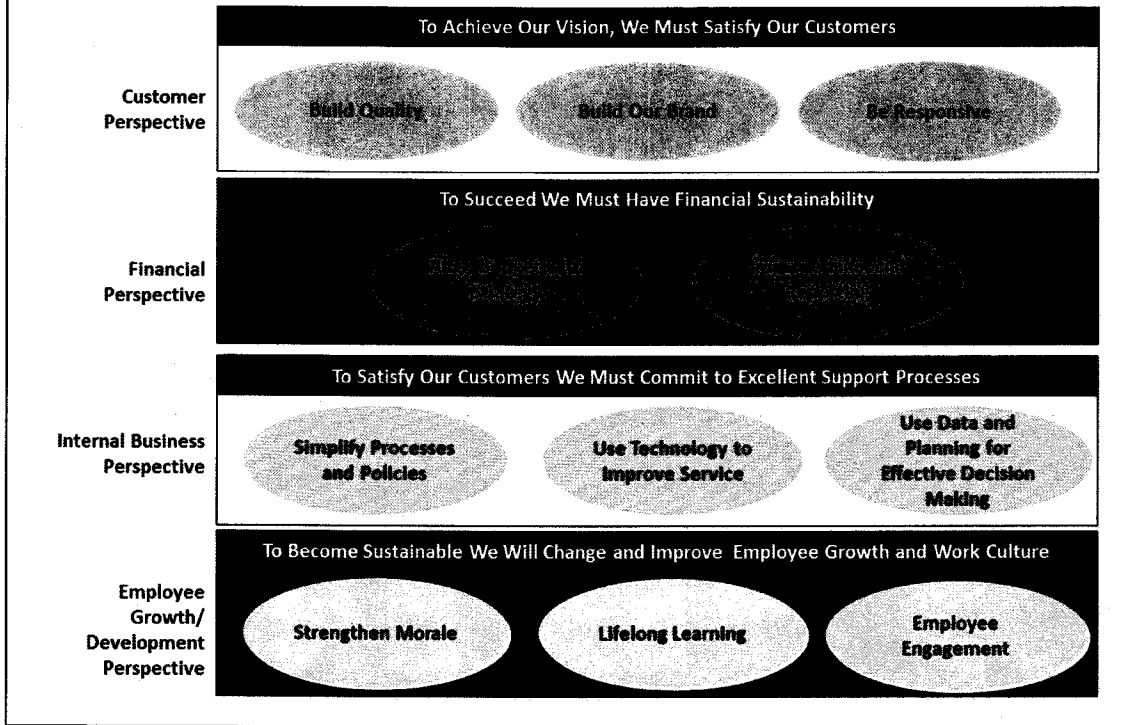 To Achieve Our Vision, We Must Satisfy Our Customers
Customer
Perspective
Build Quality
Build Our Brand
Be Responsive
To Succeed We Must Have Financial Sustainability
Financial
Perspective
To Satisfy Our Customers We Must Commit to Excellent Support Processes
Internal Business
Perspective
Simplify Processes
and Policies
Use Technology to
Improve Service
Use Data and
Planning for
Effective Decision
Making
To Become Sustainable We Will Change and Improve Employee Growth and Work Culture
Employee
Growth/
Development
Perspective
Strengthen Morale
Lifelong Learning
Employee
Engagement